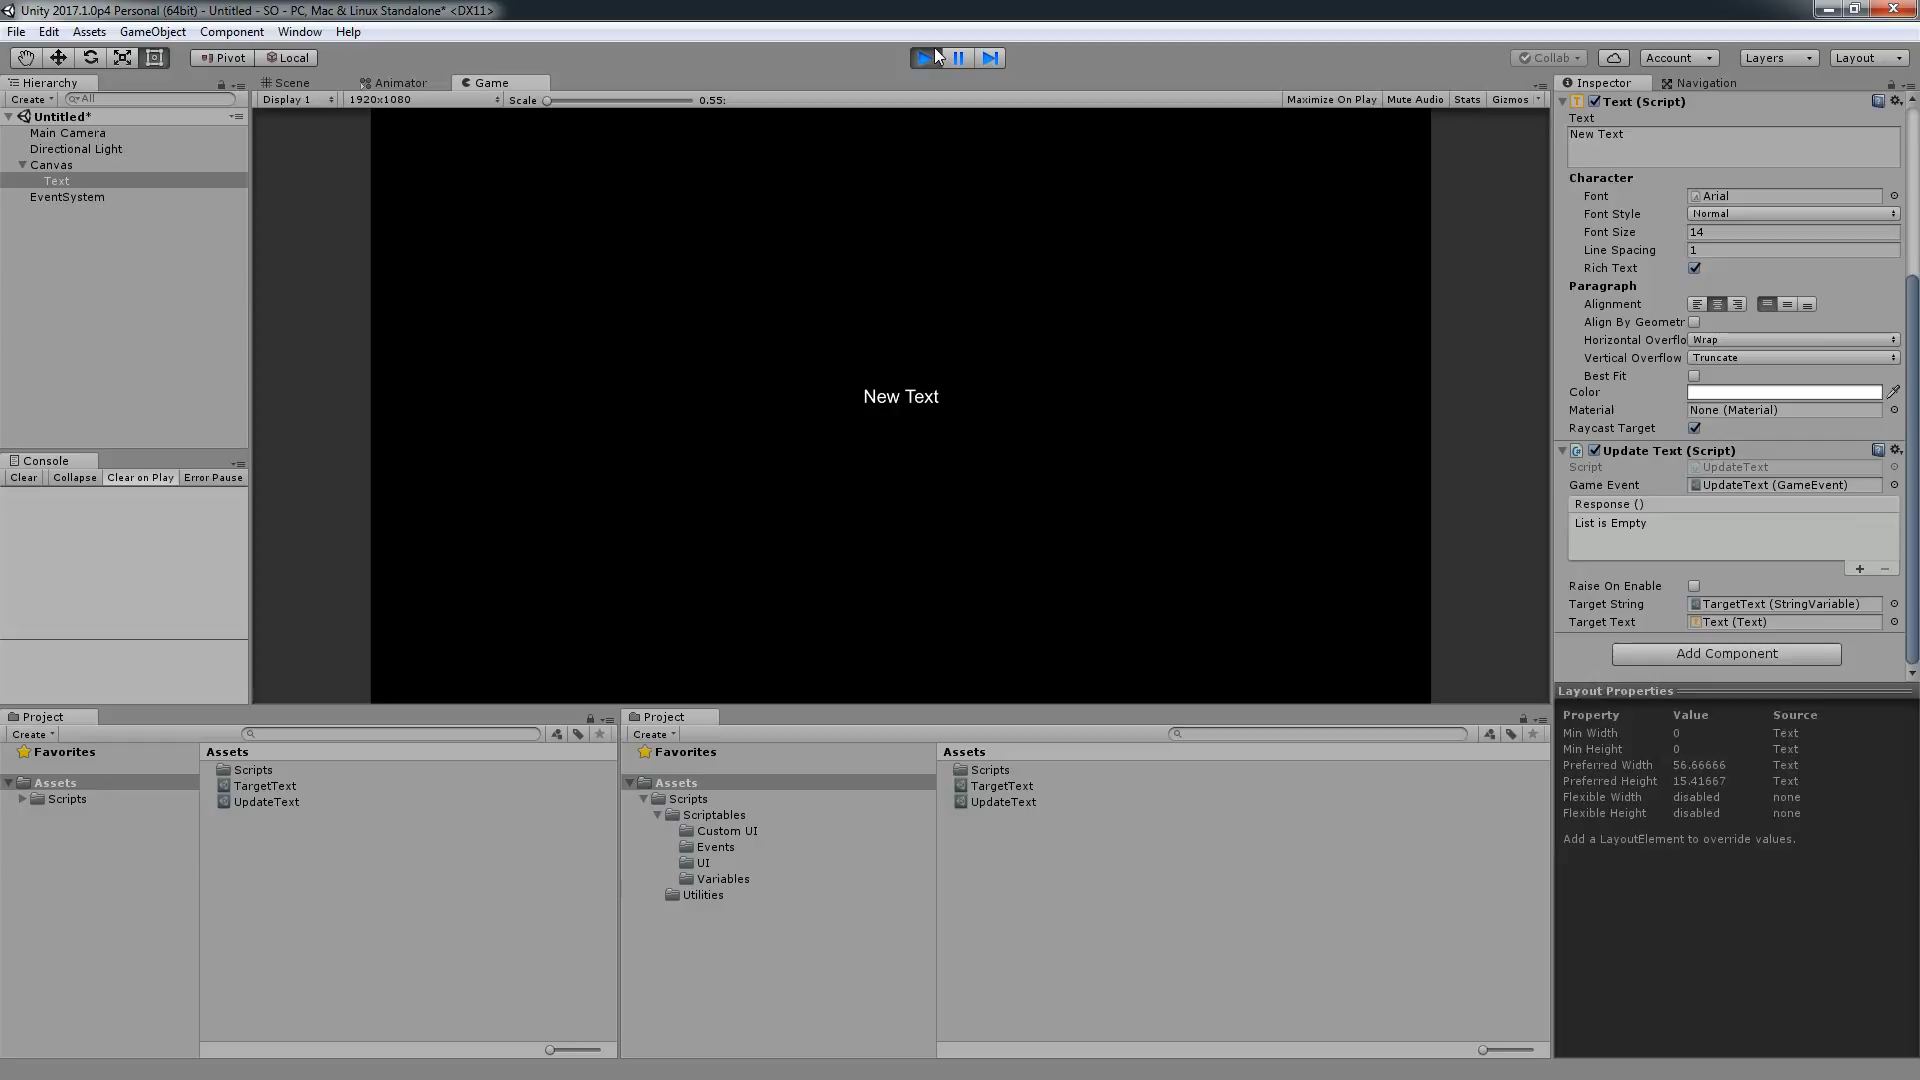 Unity 2017.1.0p4 Personal (64bit) - Untitled - SO - PC, Mac & Linux Standalone* <DX11>
File Edit Assets GameObject Component Window Help
Pivot Local Collab Account Layers Layout
Hierarchy
Create All
Untitled*
Main Camera
Directional Light
Canvas
Text
EventSystem
Scene Animator Game
Display 1 1920x1080 Scale 0.55: Maximize On Play Mute Audio Stats Gizmos
New Text
Console
Clear Collapse Clear on Play Error Pause
Project
Create
Favorites
Assets
Scripts
Assets
Scripts
TargetText
UpdateText
Project
Create
Favorites
Assets
Scripts
Scriptables
Custom UI
Events
UI
Variables
Utilities
Assets
Scripts
TargetText
UpdateText
Inspector Navigation
Text (Script)
Text
New Text
Character
Font Arial
Font Style Normal
Font Size 14
Line Spacing 1
Rich Text
Paragraph
Alignment
Align By Geometr
Horizontal Overflo Wrap
Vertical Overflow Truncate
Best Fit
Color
Material None (Material)
Raycast Target
Update Text (Script)
Script UpdateText
Game Event UpdateText (GameEvent)
Response ()
List is Empty
+ −
Raise On Enable
Target String TargetText (StringVariable)
Target Text Text (Text)
Add Component
Layout Properties
Property Value Source
Min Width 0 Text
Min Height 0 Text
Preferred Width 56.66666 Text
Preferred Height 15.41667 Text
Flexible Width disabled none
Flexible Height disabled none
Add a LayoutElement to override values.